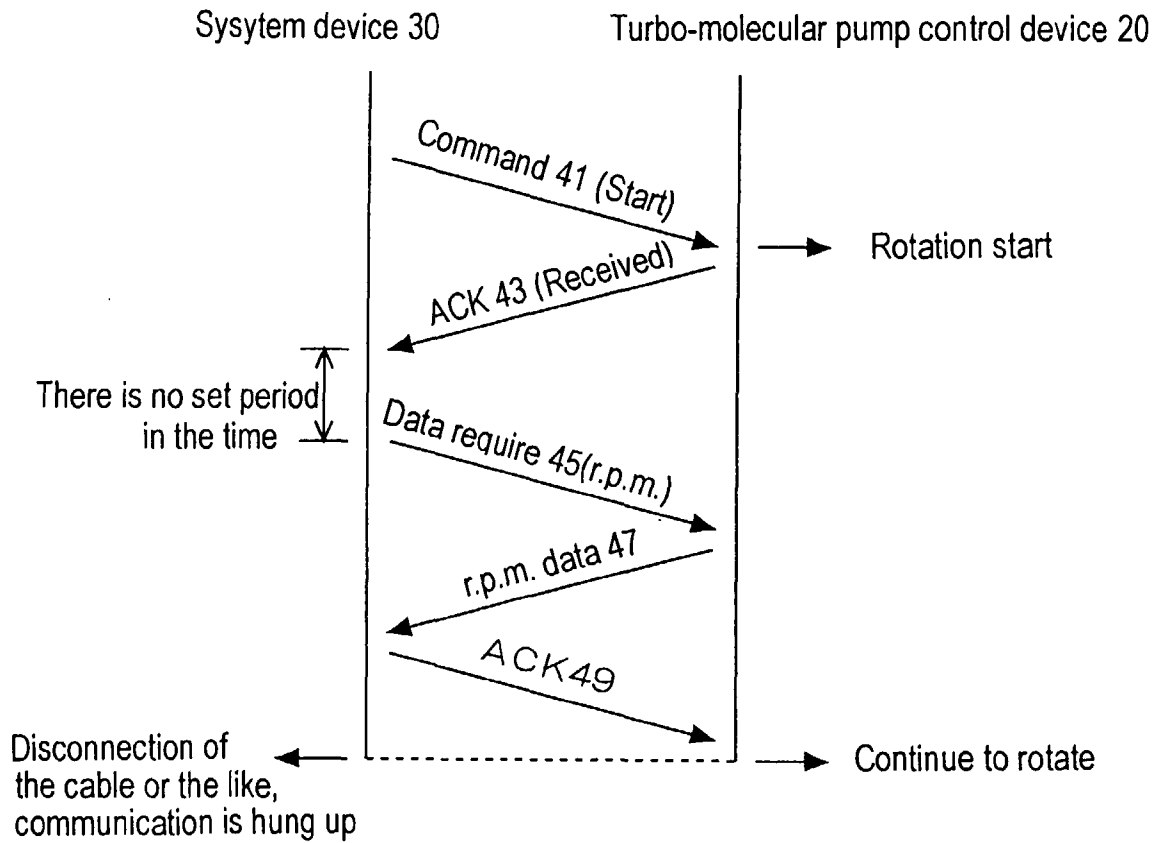 Sysytem device 30
Turbo-molecular pump control device 20
Command 41 (Start)
Rotation start
ACK 43 (Received)
There is no set period
in the time
Data require 45(r.p.m.)
r.p.m. data 47
ACK49
Disconnection of
the cable or the like,
communication is hung up
Continue to rotate